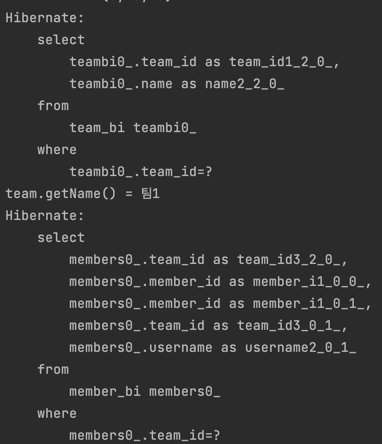 Hibernate:
    select
        teambi0_.team_id as team_id1_2_0_,
        teambi0_.name as name2_2_0_
    from
        team_bi teambi0_
    where
        teambi0_.team_id=?
team.getName() = 팀1
Hibernate:
    select
        members0_.team_id as team_id3_2_0_,
        members0_.member_id as member_i1_0_0_,
        members0_.member_id as member_i1_0_1_,
        members0_.team_id as team_id3_0_1_,
        members0_.username as username2_0_1_
    from
        member_bi members0_
    where
        members0_.team_id=?